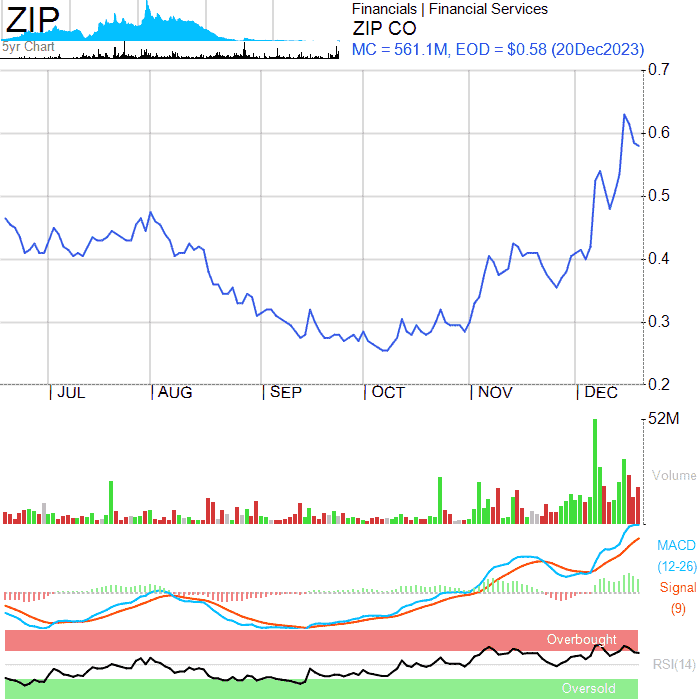 ZIP
5yr Chart
Financials | Financial Services
ZIP CO
MC = 561.1M, EOD = $0.58 (20Dec2023)
0.7
0.6
0.5
0.4
0.3
0.2
JUL AUG SEP OCT NOV DEC
52M
Volume
MACD
(12-26)
Signal
(9)
Overbought
RSI(14)
Oversold